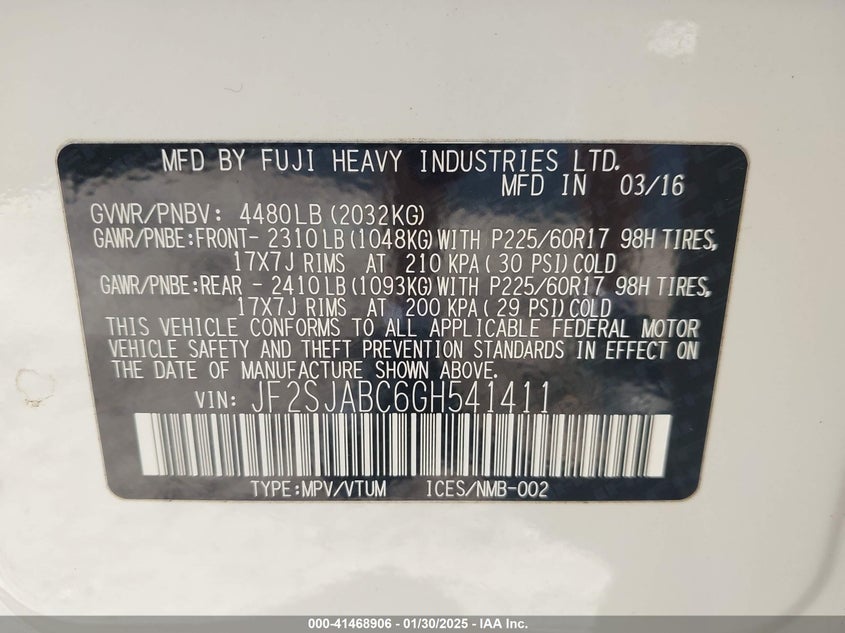 MFD BY FUJI HEAVY INDUSTRIES LTD.
MFD IN 03/16
GVWR/PNBV: 4480LB (2032KG)
GAWR/PNBE:FRONT- 2310LB (1048KG) WITH P225/60R17 98H TIRES,
17X7J RIMS AT 210 KPA ( 30 PSI) COLD
GAWR/PNBE:REAR - 2410LB (1093KG) WITH P225/60R17 98H TIRES,
17X7J RIMS AT 200 KPA ( 29 PSI) COLD
THIS VEHICLE CONFORMS TO ALL APPLICABLE FEDERAL MOTOR
VEHICLE SAFETY AND THEFT PREVENTION STANDARDS IN EFFECT ON
THE DATE OF MANUFACTURE SHOWN ABOVE.
VIN: JF2SJABC6GH541411
TYPE:MPV/VTUM ICES/NMB-002
000-41468906 - 01/30/2025 - IAA Inc.